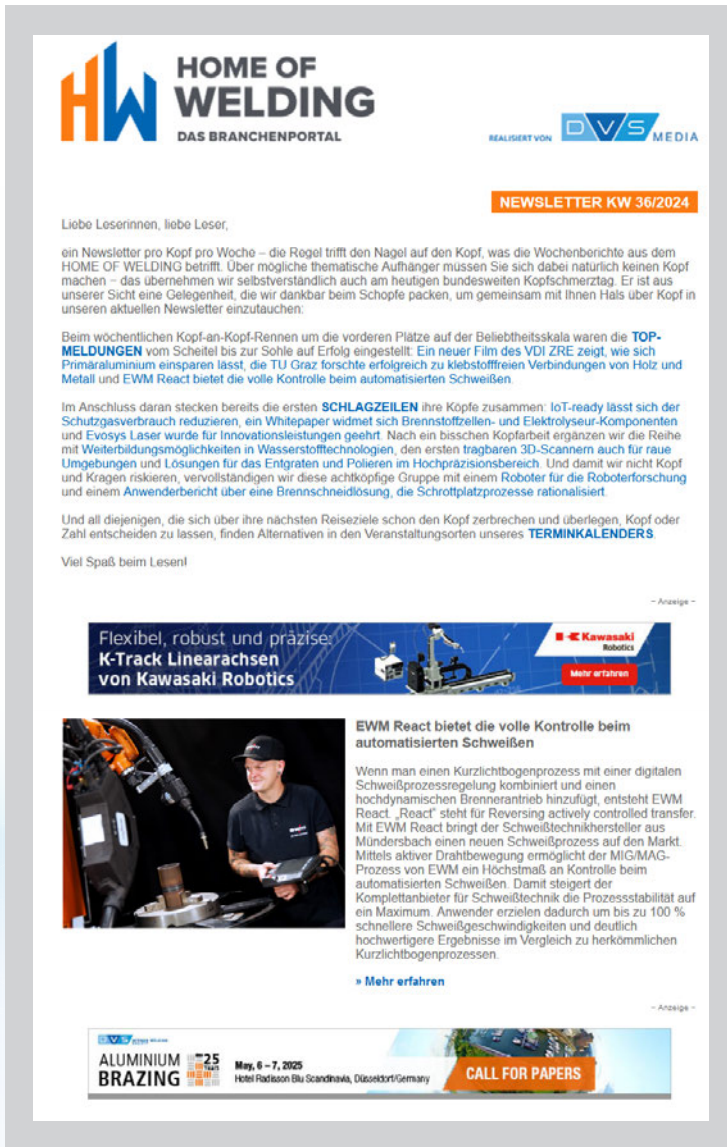 HOME OF
WELDING
DAS BRANCHENPORTAL
REALISIERT VON DVS MEDIA
NEWSLETTER KW 36/2024
Liebe Leserinnen, liebe Leser,
ein Newsletter pro Kopf pro Woche – die Regel trifft den Nagel auf den Kopf, was die Wochenberichte aus dem
HOME OF WELDING betrifft. Über mögliche thematische Aufhänger müssen Sie sich dabei natürlich keinen Kopf
machen – das übernehmen wir selbstverständlich auch am heutigen bundesweiten Kopfschmerztag. Er ist aus
unserer Sicht eine Gelegenheit, die wir dankbar beim Schopfe packen, um gemeinsam mit Ihnen Hals über Kopf in
unseren aktuellen Newsletter einzutauchen:
Beim wöchentlichen Kopf-an-Kopf-Rennen um die vorderen Plätze auf der Beliebtheitsskala waren die TOP-
MELDUNGEN vom Scheitel bis zur Sohle auf Erfolg eingestellt: Ein neuer Film des VDI ZRE zeigt, wie sich
Primäraluminium einsparen lässt, die TU Graz forschte erfolgreich zu klebstofffreien Verbindungen von Holz und
Metall und EWM React bietet die volle Kontrolle beim automatisierten Schweißen.
Im Anschluss daran stecken bereits die ersten SCHLAGZEILEN ihre Köpfe zusammen: IoT-ready lässt sich der
Schutzgasverbrauch reduzieren, ein Whitepaper widmet sich Brennstoffzellen- und Elektrolyseur-Komponenten
und Evosys Laser wurde für Innovationsleistungen geehrt. Nach ein bisschen Kopfarbeit ergänzen wir die Reihe
mit Weiterbildungsmöglichkeiten in Wasserstofftechnologien, den ersten tragbaren 3D-Scannern auch für raue
Umgebungen und Lösungen für das Entgraten und Polieren im Hochpräzisionsbereich. Und damit wir nicht Kopf
und Kragen riskieren, vervollständigen wir diese achtköpfige Gruppe mit einem Roboter für die Roboterforschung
und einem Anwenderbericht über eine Brennschneidlösung, die Schrottplatzprozesse rationalisiert.
Und all diejenigen, die sich über ihre nächsten Reiseziele schon den Kopf zerbrechen und überlegen, Kopf oder
Zahl entscheiden zu lassen, finden Alternativen in den Veranstaltungsorten unseres TERMINKALENDERS.
Viel Spaß beim Lesen!
– Anzeige –
Flexibel, robust und präzise:
K-Track Linearachsen
von Kawasaki Robotics
Kawasaki
Robotics
Mehr erfahren
EWM React bietet die volle Kontrolle beim
automatisierten Schweißen
Wenn man einen Kurzlichtbogenprozess mit einer digitalen
Schweißprozessregelung kombiniert und einen
hochdynamischen Brennerantrieb hinzufügt, entsteht EWM
React. „React“ steht für Reversing actively controlled transfer.
Mit EWM React bringt der Schweißtechnikhersteller aus
Mündersbach einen neuen Schweißprozess auf den Markt.
Mittels aktiver Drahtbewegung ermöglicht der MIG/MAG-
Prozess von EWM ein Höchstmaß an Kontrolle beim
automatisierten Schweißen. Damit steigert der
Komplettanbieter für Schweißtechnik die Prozessstabilität auf
ein Maximum. Anwender erzielen dadurch um bis zu 100 %
schnellere Schweißgeschwindigkeiten und deutlich
hochwertigere Ergebnisse im Vergleich zu herkömmlichen
Kurzlichtbogenprozessen.
» Mehr erfahren
– Anzeige –
DVS
ALUMINIUM
BRAZING
25
Years
May, 6 – 7, 2025
Hotel Radisson Blu Scandinavia, Düsseldorf/Germany
CALL FOR PAPERS